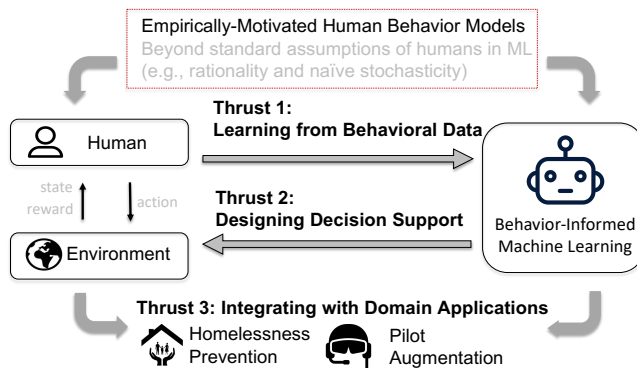 Empirically-Motivated Human Behavior Models
Beyond standard assumptions of humans in ML
(e.g., rationality and naïve stochasticity)
Thrust 1:
Learning from Behavioral Data
Human
state
reward
action
Thrust 2:
Designing Decision Support
Environment
Behavior-Informed
Machine Learning
Thrust 3: Integrating with Domain Applications
Homelessness
Prevention
Pilot
Augmentation